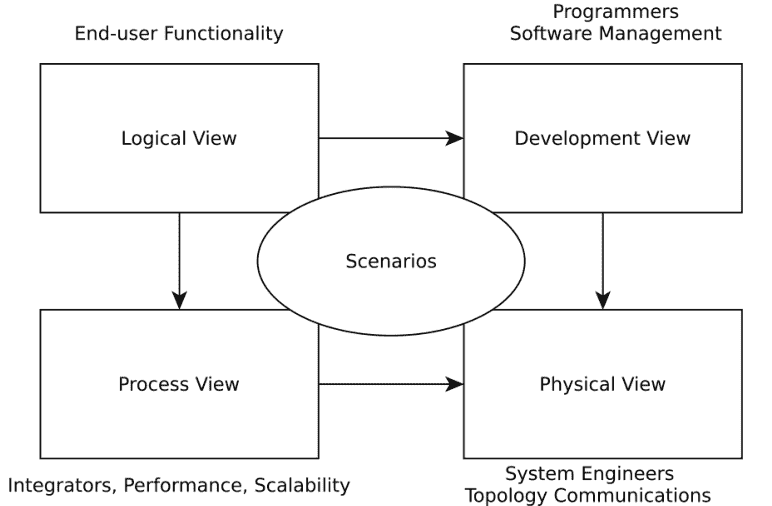 End-user Functionality
Programmers
Software Management
Logical View
Development View
Scenarios
Process View
Physical View
Integrators, Performance, Scalability
System Engineers
Topology Communications